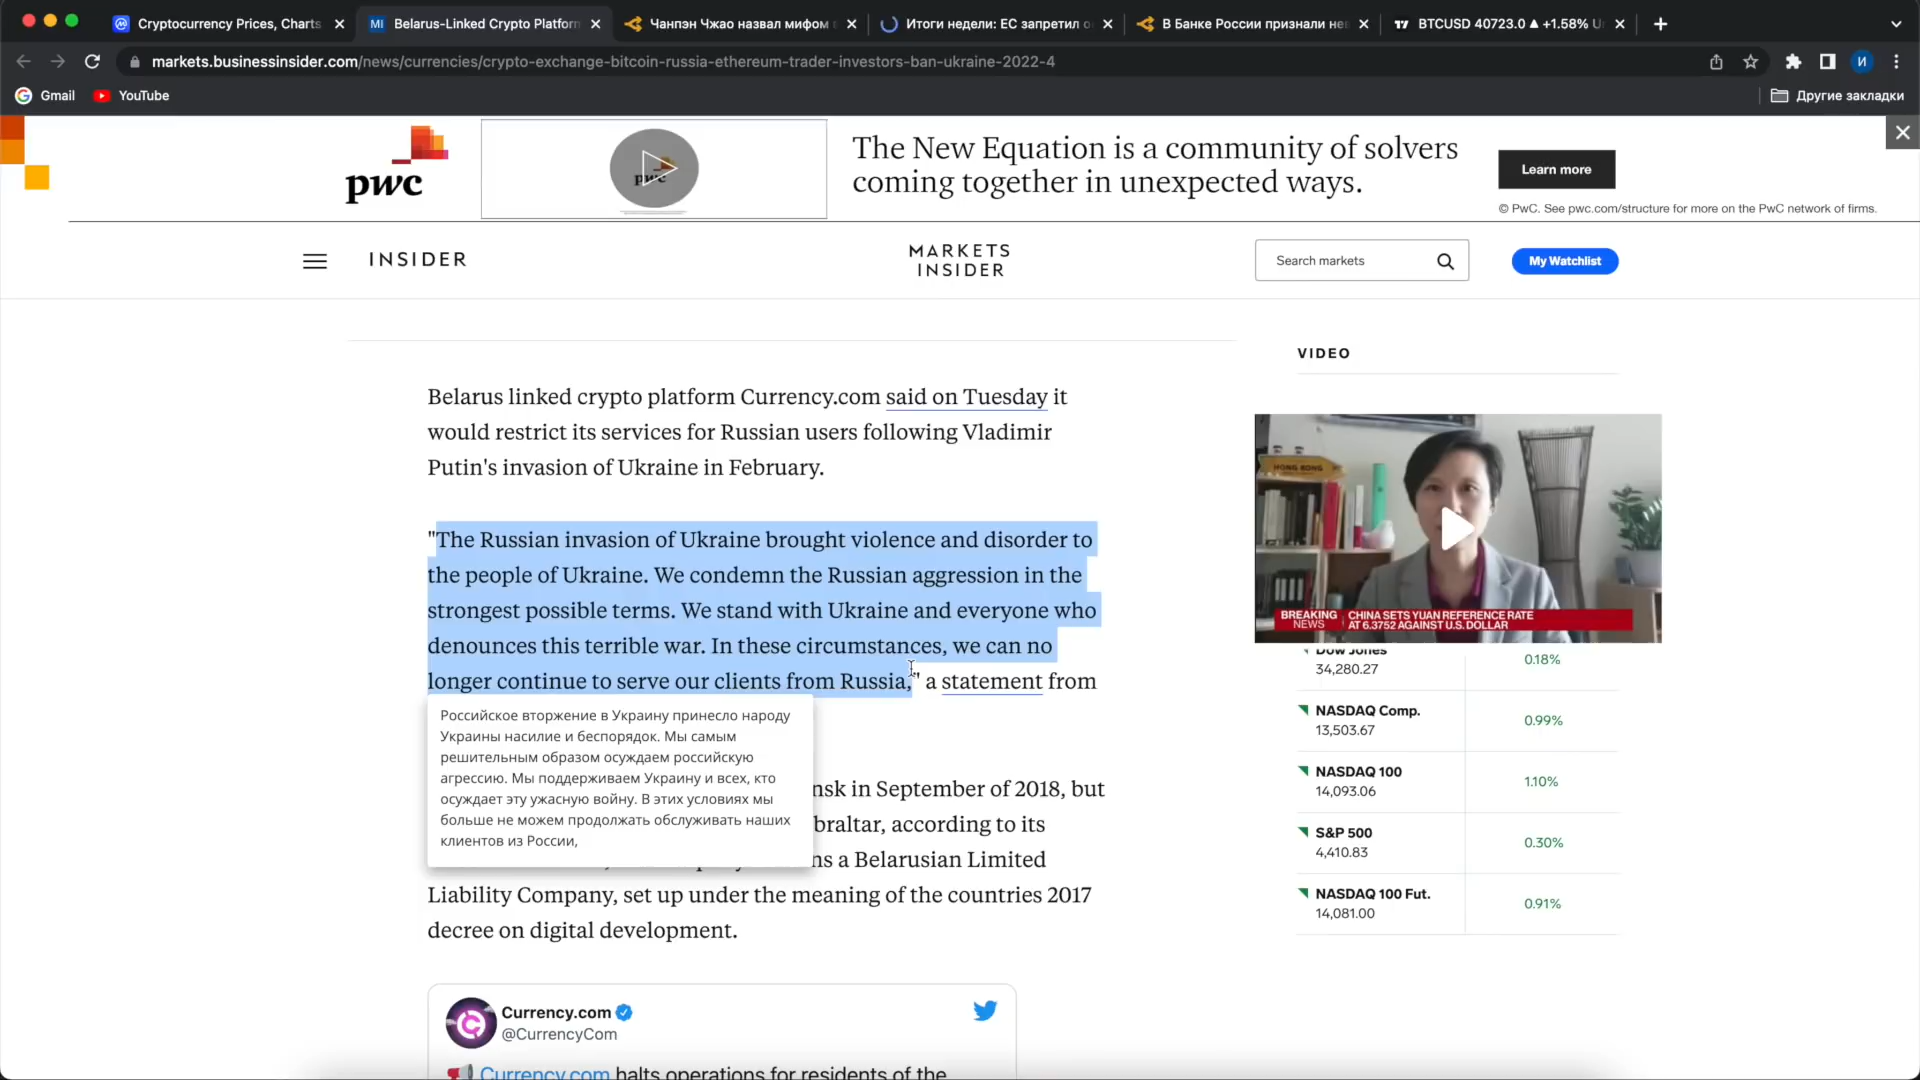 Cryptocurrency Prices, Charts
Belarus-Linked Crypto Platform
Чанпэн Чжао назвал мифом
Итоги недели: ЕС запретил о
В Банке России признали не
BTCUSD 40723.0 ▲ +1.58% U
markets.businessinsider.com/news/currencies/crypto-exchange-bitcoin-russia-ethereum-trader-investors-ban-ukraine-2022-4
И
Gmail
YouTube
Другие закладки
pwc
pwc
The New Equation is a community of solvers
coming together in unexpected ways.
Learn more
© PwC. See pwc.com/structure for more on the PwC network of firms.
INSIDER
MARKETS
INSIDER
Search markets
My Watchlist
Belarus linked crypto platform Currency.com said on Tuesday it
would restrict its services for Russian users following Vladimir
Putin's invasion of Ukraine in February.
"The Russian invasion of Ukraine brought violence and disorder to
the people of Ukraine. We condemn the Russian aggression in the
strongest possible terms. We stand with Ukraine and everyone who
denounces this terrible war. In these circumstances, we can no
longer continue to serve our clients from Russia," a statement from
Российское вторжение в Украину принесло народу
Украины насилие и беспорядок. Мы самым
решительным образом осуждаем российскую
агрессию. Мы поддерживаем Украину и всех, кто
осуждает эту ужасную войну. В этих условиях мы
больше не можем продолжать обслуживать наших
клиентов из России,
nsk in September of 2018, but
braltar, according to its
ns a Belarusian Limited
Liability Company, set up under the meaning of the countries 2017
decree on digital development.
Currency.com
@CurrencyCom
Currency.com halts operations for residents of the
VIDEO
HONG KONG
BREAKING NEWS
CHINA SETS YUAN REFERENCE RATE
AT 6.3752 AGAINST U.S. DOLLAR
Dow Jones
34,280.27
0.18%
NASDAQ Comp.
13,503.67
0.99%
NASDAQ 100
14,093.06
1.10%
S&P 500
4,410.83
0.30%
NASDAQ 100 Fut.
14,081.00
0.91%